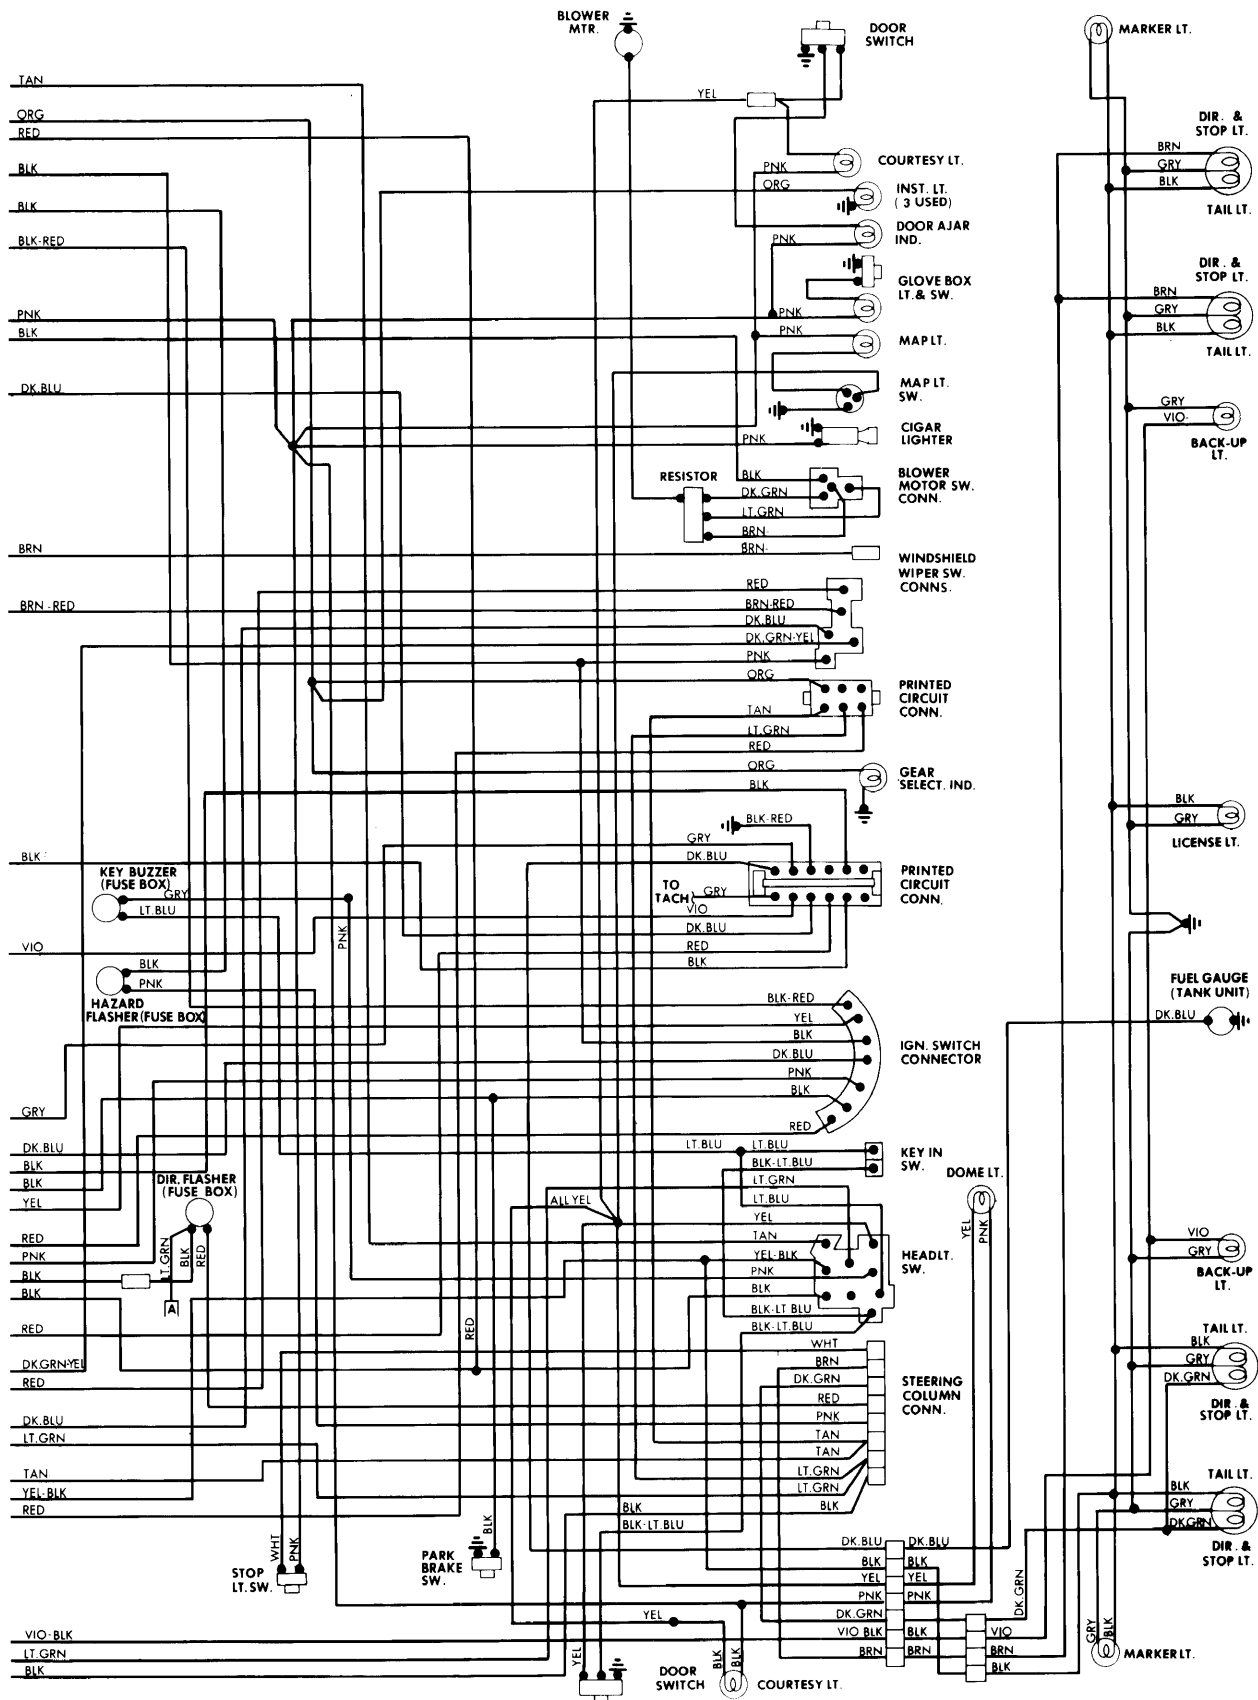 BLOWER
MTR.
DOOR
SWITCH
MARKER LT.
TAN
YEL
ORG
RED
DIR. &
STOP LT.
BRN
GRY
BLK
TAIL LT.
COURTESY LT.
PNK
ORG
INST. LT.
( 3 USED)
BLK
BLK
BLK-RED
DOOR AJAR
IND.
PNK
GLOVE BOX
LT. & SW.
DIR. &
STOP LT.
BRN
GRY
BLK
TAIL LT.
PNK
BLK
PNK
PNK
MAP LT.
DK.BLU
MAP LT.
SW.
GRY
VIO
BACK-UP
LT.
PNK
CIGAR
LIGHTER
RESISTOR
BLK
DK.GRN
LT.GRN
BRN
BLOWER
MOTOR SW.
CONN.
BRN
BRN
WINDSHIELD
WIPER SW.
CONNS.
RED
BRN-RED
BRN-RED
DK.BLU
DK.GRN-YEL
PNK
ORG
PRINTED
CIRCUIT
CONN.
TAN
LT.GRN
RED
ORG
GEAR
SELECT. IND.
BLK
BLK
GRY
LICENSE LT.
BLK-RED
GRY
DK.BLU
BLK
KEY BUZZER
(FUSE BOX)
GRY
LT.BLU
TO
TACH
GRY
VIO
DK.BLU
RED
BLK
PRINTED
CIRCUIT
CONN.
PNK
VIO
BLK
PNK
HAZARD
FLASHER (FUSE BOX)
FUEL GAUGE
(TANK UNIT)
DK.BLU
BLK-RED
YEL
BLK
DK.BLU
PNK
BLK
RED
IGN. SWITCH
CONNECTOR
GRY
DK.BLU
BLK
BLK
YEL
DIR. FLASHER
(FUSE BOX)
LT.BLU
LT.BLU
BLK-LT.BLU
KEY IN
SW.
DOME LT.
LT.GRN
LT.BLU
ALL YEL
YEL
TAN
YEL-BLK
PNK
BLK
BLK-LT BLU
BLK-LT.BLU
HEADLT.
SW.
YEL
PNK
VIO
GRY
BACK-UP
LT.
RED
PNK
BLK
BLK
LT.GRN
BLK
RED
A
RED
RED
DK.GRN-YEL
RED
WHT
BRN
DK.GRN
RED
PNK
TAN
TAN
LT.GRN
LT.GRN
BLK
STEERING
COLUMN
CONN.
TAIL LT.
BLK
GRY
DK.GRN
DIR. &
STOP LT.
DK.BLU
LT.GRN
TAN
YEL-BLK
RED
TAIL LT.
BLK
GRY
DK.GRN
DIR. &
STOP LT.
BLK
BLK-LT.BLU
WHT
PNK
STOP
LT. SW.
BLK
PARK
BRAKE
SW.
DK.BLU
DK.BLU
BLK
BLK
YEL
YEL
PNK
PNK
DK.GRN
DK.GRN
VIO BLK
BLK
VIO
BRN
BRN
BRN
BLK
YEL
VIO-BLK
LT.GRN
BLK
YEL
DOOR
SWITCH
BLK
BLK
COURTESY LT.
GRY
BLK
MARKER LT.